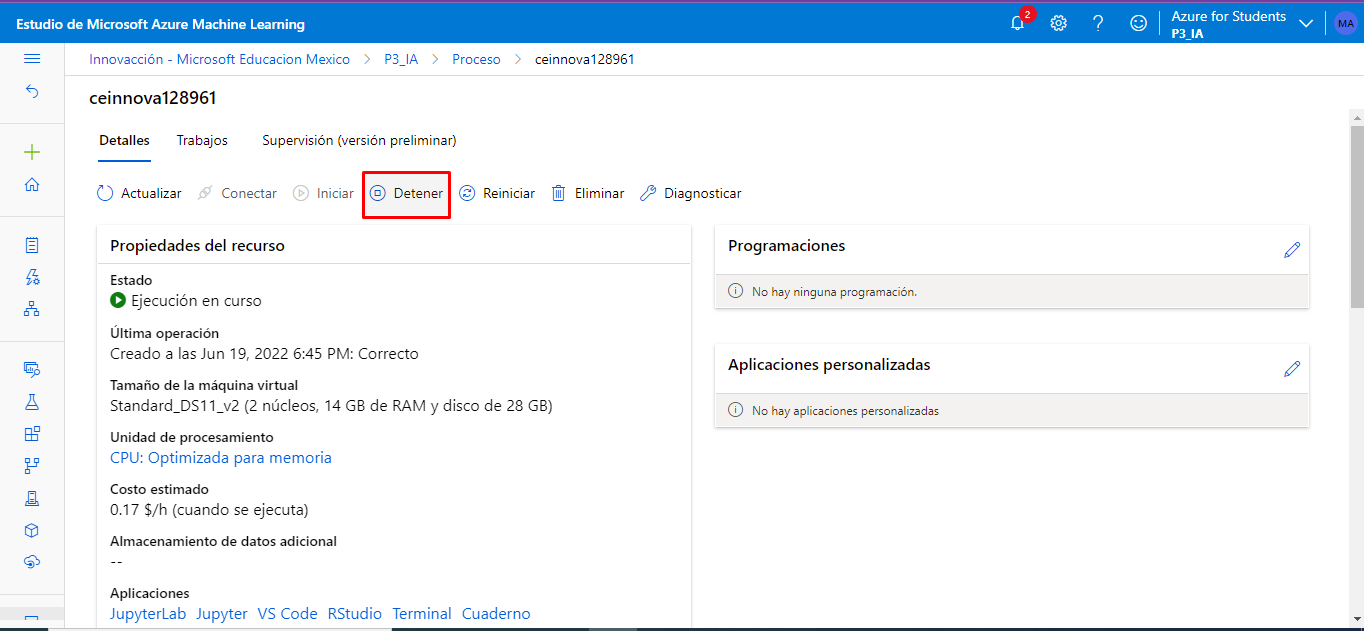 Estudio de Microsoft Azure Machine Learning
2
Azure for Students
P3_IA
MA
Innovacción - Microsoft Educacion Mexico > P3_IA > Proceso > ceinnova128961
ceinnova128961
Detalles Trabajos Supervisión (versión preliminar)
Actualizar Conectar Iniciar Detener Reiniciar Eliminar Diagnosticar
Propiedades del recurso
Estado
Ejecución en curso
Última operación
Creado a las Jun 19, 2022 6:45 PM: Correcto
Tamaño de la máquina virtual
Standard_DS11_v2 (2 núcleos, 14 GB de RAM y disco de 28 GB)
Unidad de procesamiento
CPU: Optimizada para memoria
Costo estimado
0.17 $/h (cuando se ejecuta)
Almacenamiento de datos adicional
--
Aplicaciones
JupyterLab Jupyter VS Code RStudio Terminal Cuaderno
Programaciones
No hay ninguna programación.
Aplicaciones personalizadas
No hay aplicaciones personalizadas